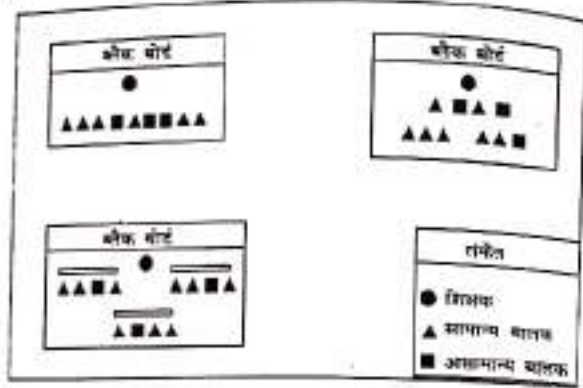 ब्लैक बोर्ड
ब्लैक बोर्ड
ब्लैक बोर्ड
संकेत
शिक्षक
सामान्य बालक
असामान्य बालक